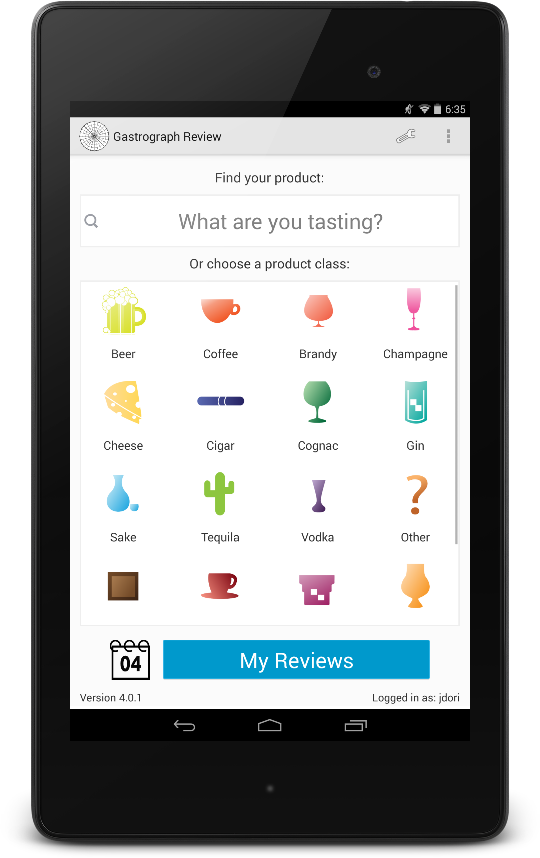 6:35
Gastrograph Review
Find your product:
What are you tasting?
Or choose a product class:
Beer Coffee Brandy Champagne
Cheese Cigar Cognac Gin
Sake Tequila Vodka Other
?
04 My Reviews
Version 4.0.1 Logged in as: jdori